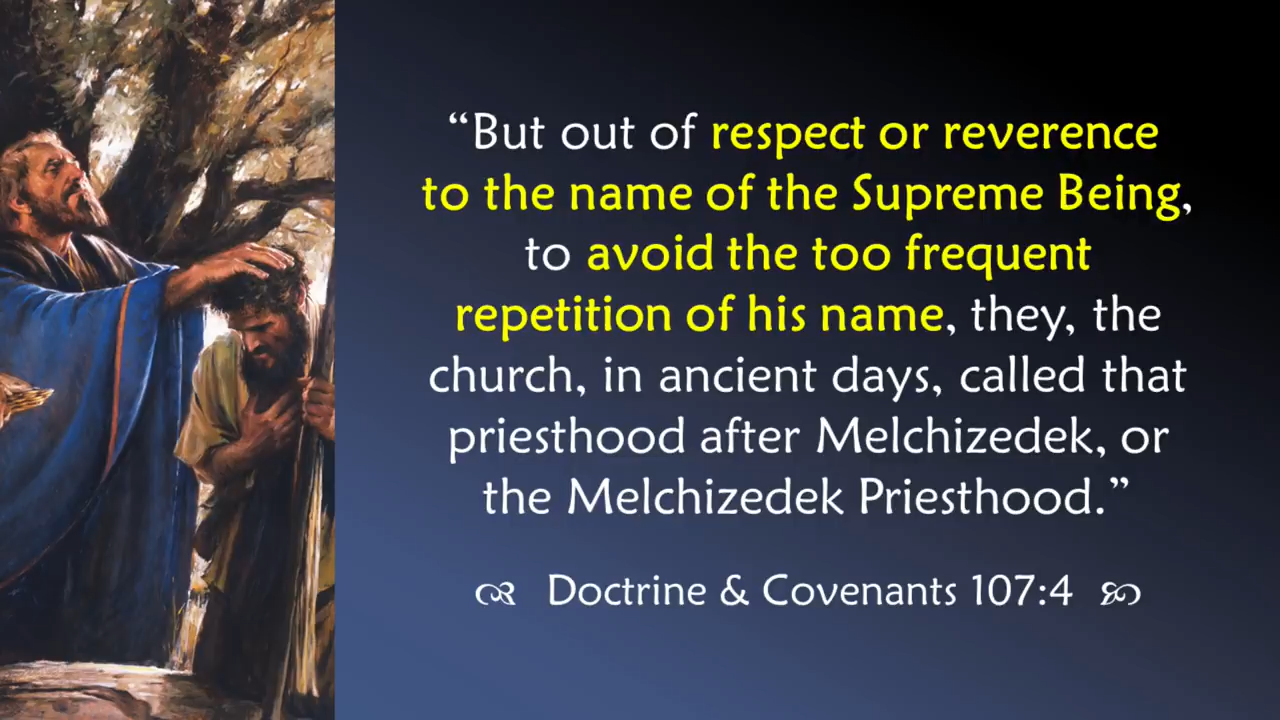 “But out of respect or reverence
to the name of the Supreme Being,
to avoid the too frequent
repetition of his name, they, the
church, in ancient days, called that
priesthood after Melchizedek, or
the Melchizedek Priesthood.”
Doctrine & Covenants 107:4